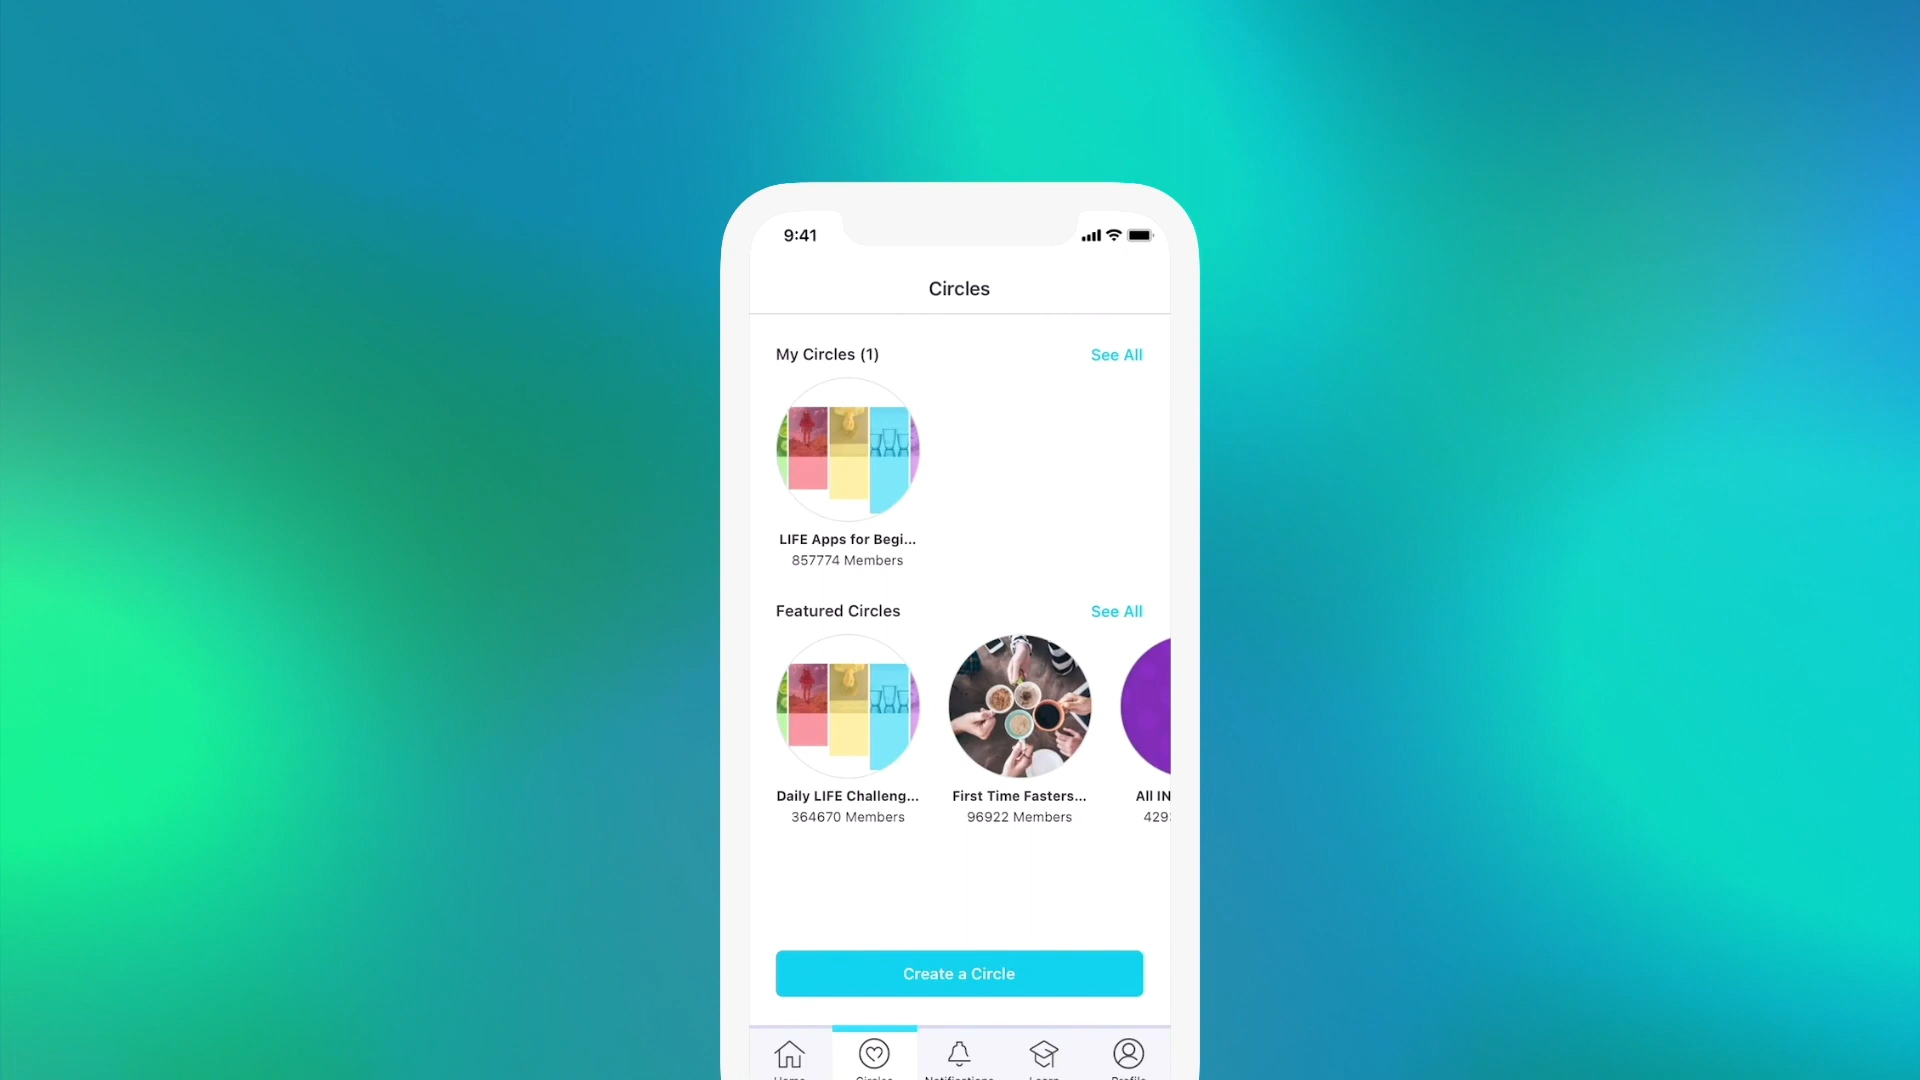 9:41
Circles
My Circles (1)
See All
LIFE Apps for Begi...
857774 Members
Featured Circles
See All
Daily LIFE Challeng...
First Time Fasters...
All IN
364670 Members
96922 Members
429
Create a Circle
Home
Circles
Notifications
Learn
Profile